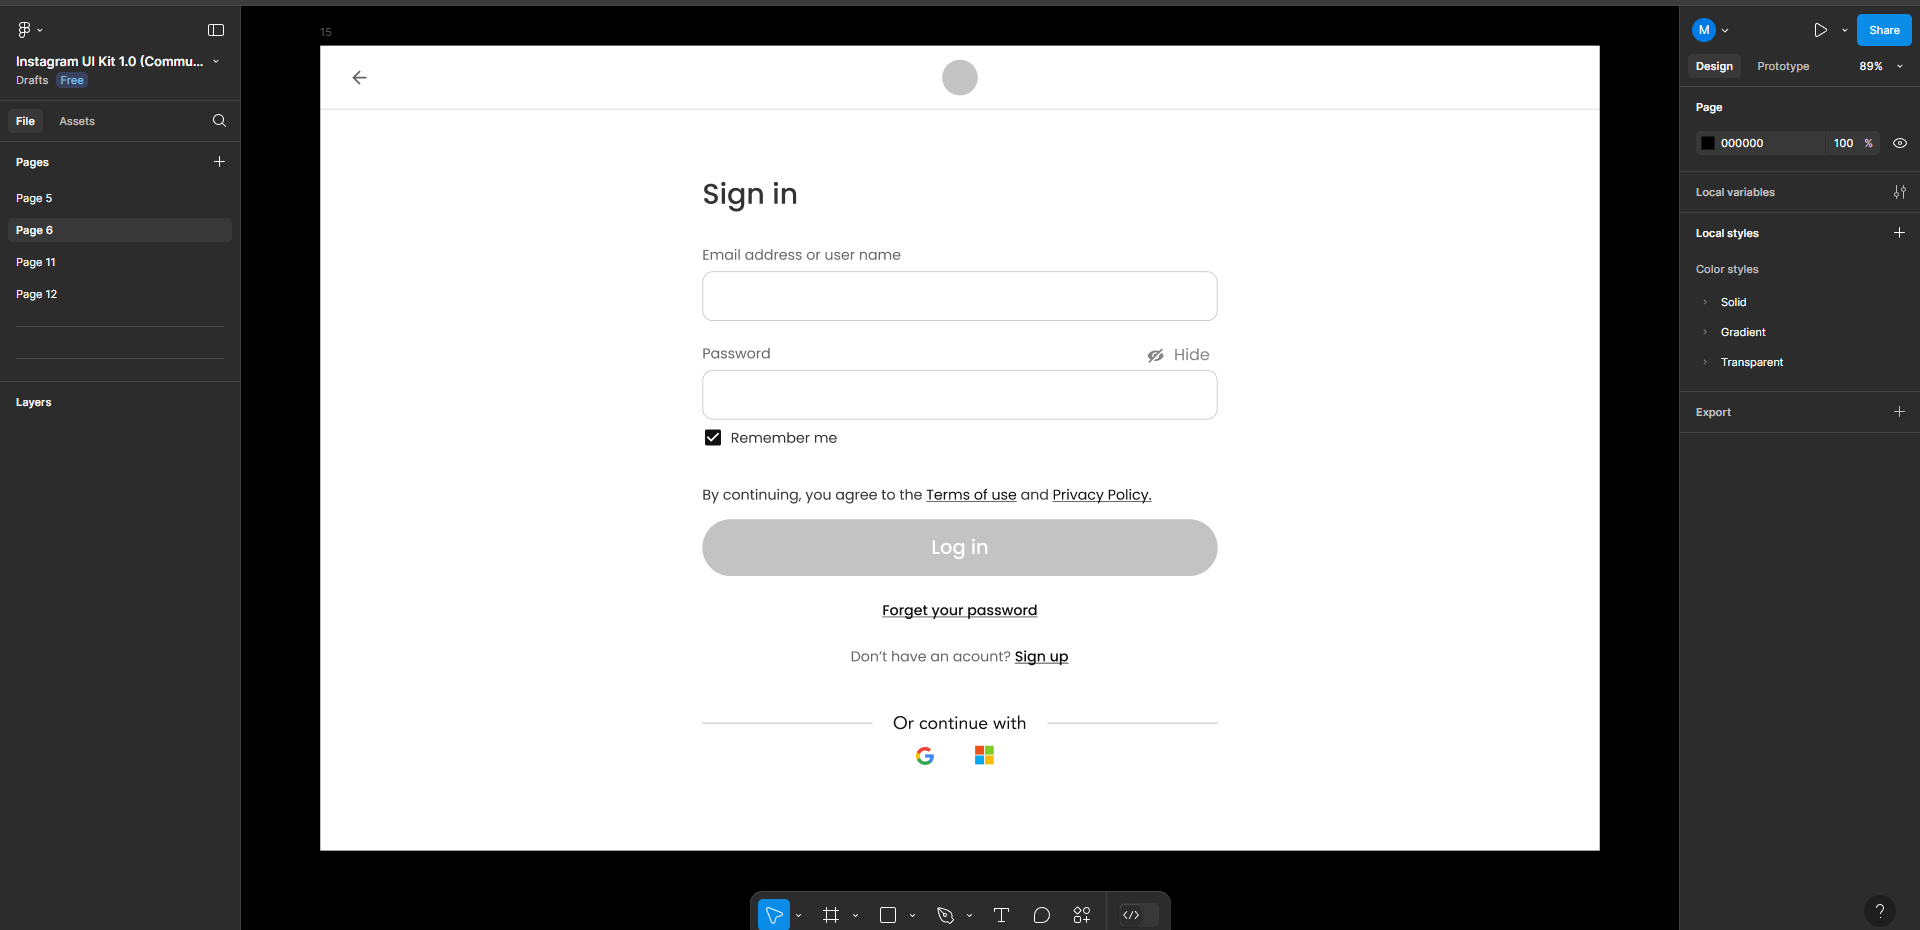 Instagram UI Kit 1.0 (Commu...
Drafts Free
File Assets
Pages
Page 5
Page 6
Page 11
Page 12
Layers
15
Sign in
Email address or user name
Password
Hide
Remember me
By continuing, you agree to the Terms of use and Privacy Policy.
Log in
Forget your password
Don't have an acount? Sign up
Or continue with
M
Share
Design Prototype 89%
Page
000000 100 %
Local variables
Local styles
Color styles
Solid
Gradient
Transparent
Export
?